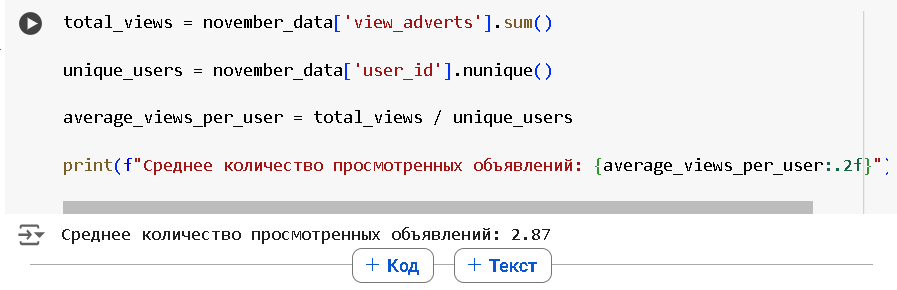 total_views = november_data['view_adverts'].sum()
unique_users = november_data['user_id'].nunique()
average_views_per_user = total_views / unique_users
print(f"Среднее количество просмотренных объявлений: {average_views_per_user:.2f}")
Среднее количество просмотренных объявлений: 2.87
+ Код + Текст